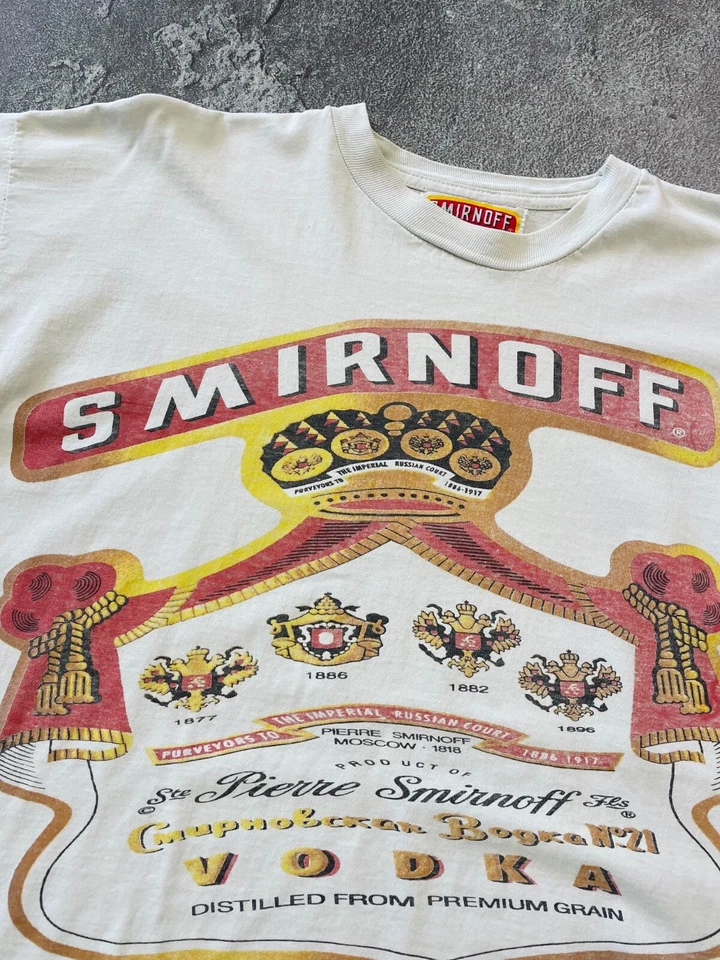 SMIRNOFF
SMIRNOFF
®
THE IMPERIAL RUSSIAN COURT
PURVEYORS TO 1886-1917
1877
1886
1882
1896
PURVEYORS TO THE IMPERIAL RUSSIAN COURT 1886-1917
PIERRE SMIRNOFF
MOSCOW · 1818
PRODUCT OF
© Ste Pierre Smirnoff Fls ®
Смирновская Водка №21
VODKA
DISTILLED FROM PREMIUM GRAIN